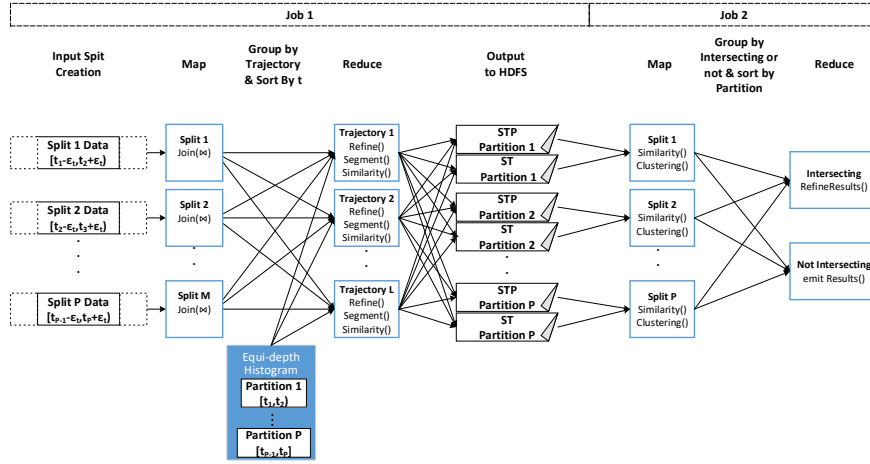 Job 1
Job 2
Input Spit
Creation
Map
Group by
Trajectory
& Sort By t
Reduce
Output
to HDFS
Map
Group by
Intersecting or
not & sort by
Partition
Reduce
Split 1 Data
[t₁-εₜ,t₂+εₜ)
Split 2 Data
[t₂-εₜ,t₃+εₜ)
Split P Data
[t_P-1-εₜ,t_P+εₜ)
Split 1
Join(⋈)
Split 2
Join(⋈)
Split M
Join(⋈)
Equi-depth
Histogram
Partition 1
[t₁,t₂)
Partition P
[t_P-1,t_P]
Trajectory 1
Refine()
Segment()
Similarity()
Trajectory 2
Refine()
Segment()
Similarity()
Trajectory L
Refine()
Segment()
Similarity()
STP
Partition 1
ST
Partition 1
STP
Partition 2
ST
Partition 2
STP
Partition P
ST
Partition P
Split 1
Similarity()
Clustering()
Split 2
Similarity()
Clustering()
Split P
Similarity()
Clustering()
Intersecting
RefineResults()
Not Intersecting
emit Results()